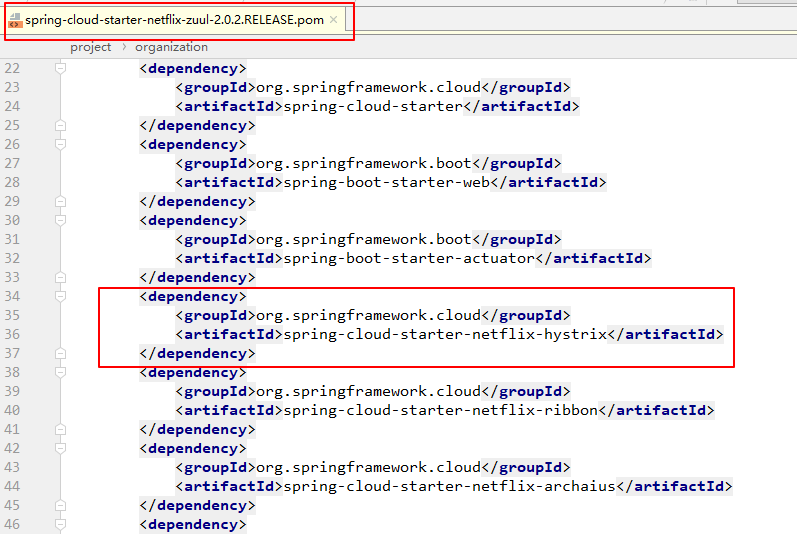 spring-cloud-starter-netflix-zuul-2.0.2.RELEASE.pom
project organization
22 <dependency>
23 <groupId>org.springframework.cloud</groupId>
24 <artifactId>spring-cloud-starter</artifactId>
25 </dependency>
26 <dependency>
27 <groupId>org.springframework.boot</groupId>
28 <artifactId>spring-boot-starter-web</artifactId>
29 </dependency>
30 <dependency>
31 <groupId>org.springframework.boot</groupId>
32 <artifactId>spring-boot-starter-actuator</artifactId>
33 </dependency>
34 <dependency>
35 <groupId>org.springframework.cloud</groupId>
36 <artifactId>spring-cloud-starter-netflix-hystrix</artifactId>
37 </dependency>
38 <dependency>
39 <groupId>org.springframework.cloud</groupId>
40 <artifactId>spring-cloud-starter-netflix-ribbon</artifactId>
41 </dependency>
42 <dependency>
43 <groupId>org.springframework.cloud</groupId>
44 <artifactId>spring-cloud-starter-netflix-archaius</artifactId>
45 </dependency>
46 <dependency>